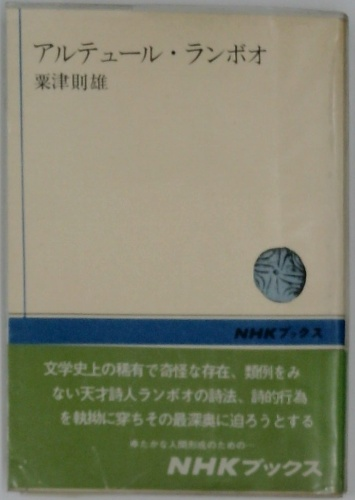 アルテュール・ランボオ
粟津則雄
NHKブックス
文学史上の稀有で奇怪な存在、類例をみ
ない天才詩人ランボオの詩法、詩的行為
を執拗に穿ちその最深奥に迫ろうとする
ゆたかな人間形成のための―
NHKブックス